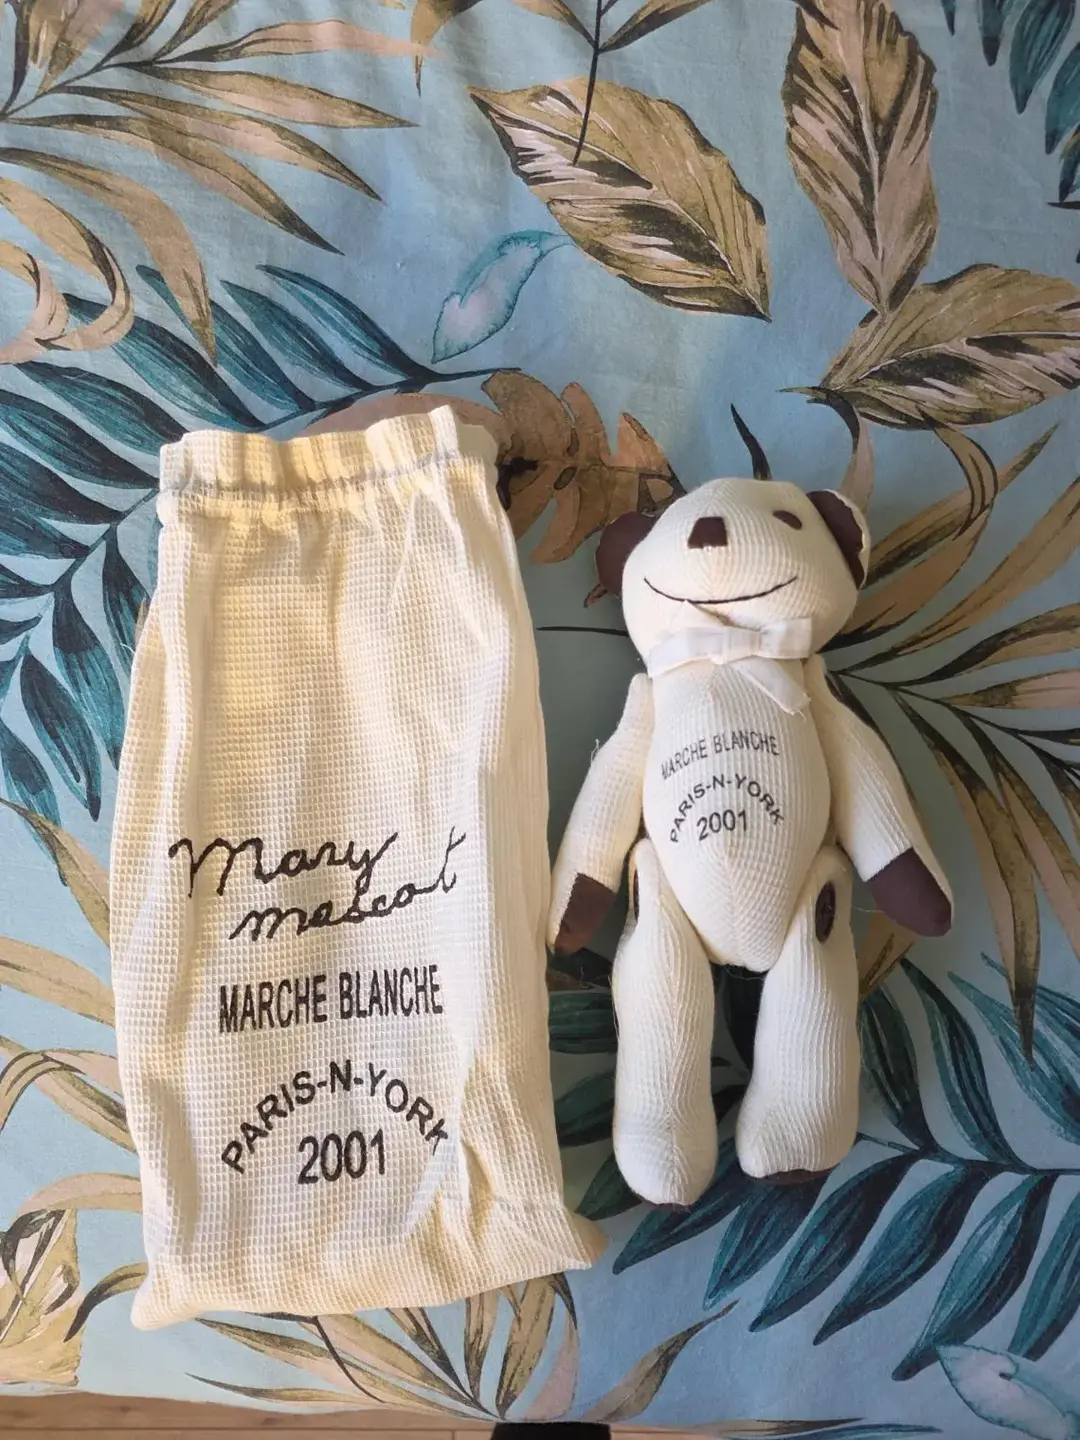 Mary
mascot
MARCHE BLANCHE
PARIS-N-YORK
2001
MARCHE BLANCHE
PARIS-N-YORK
2001